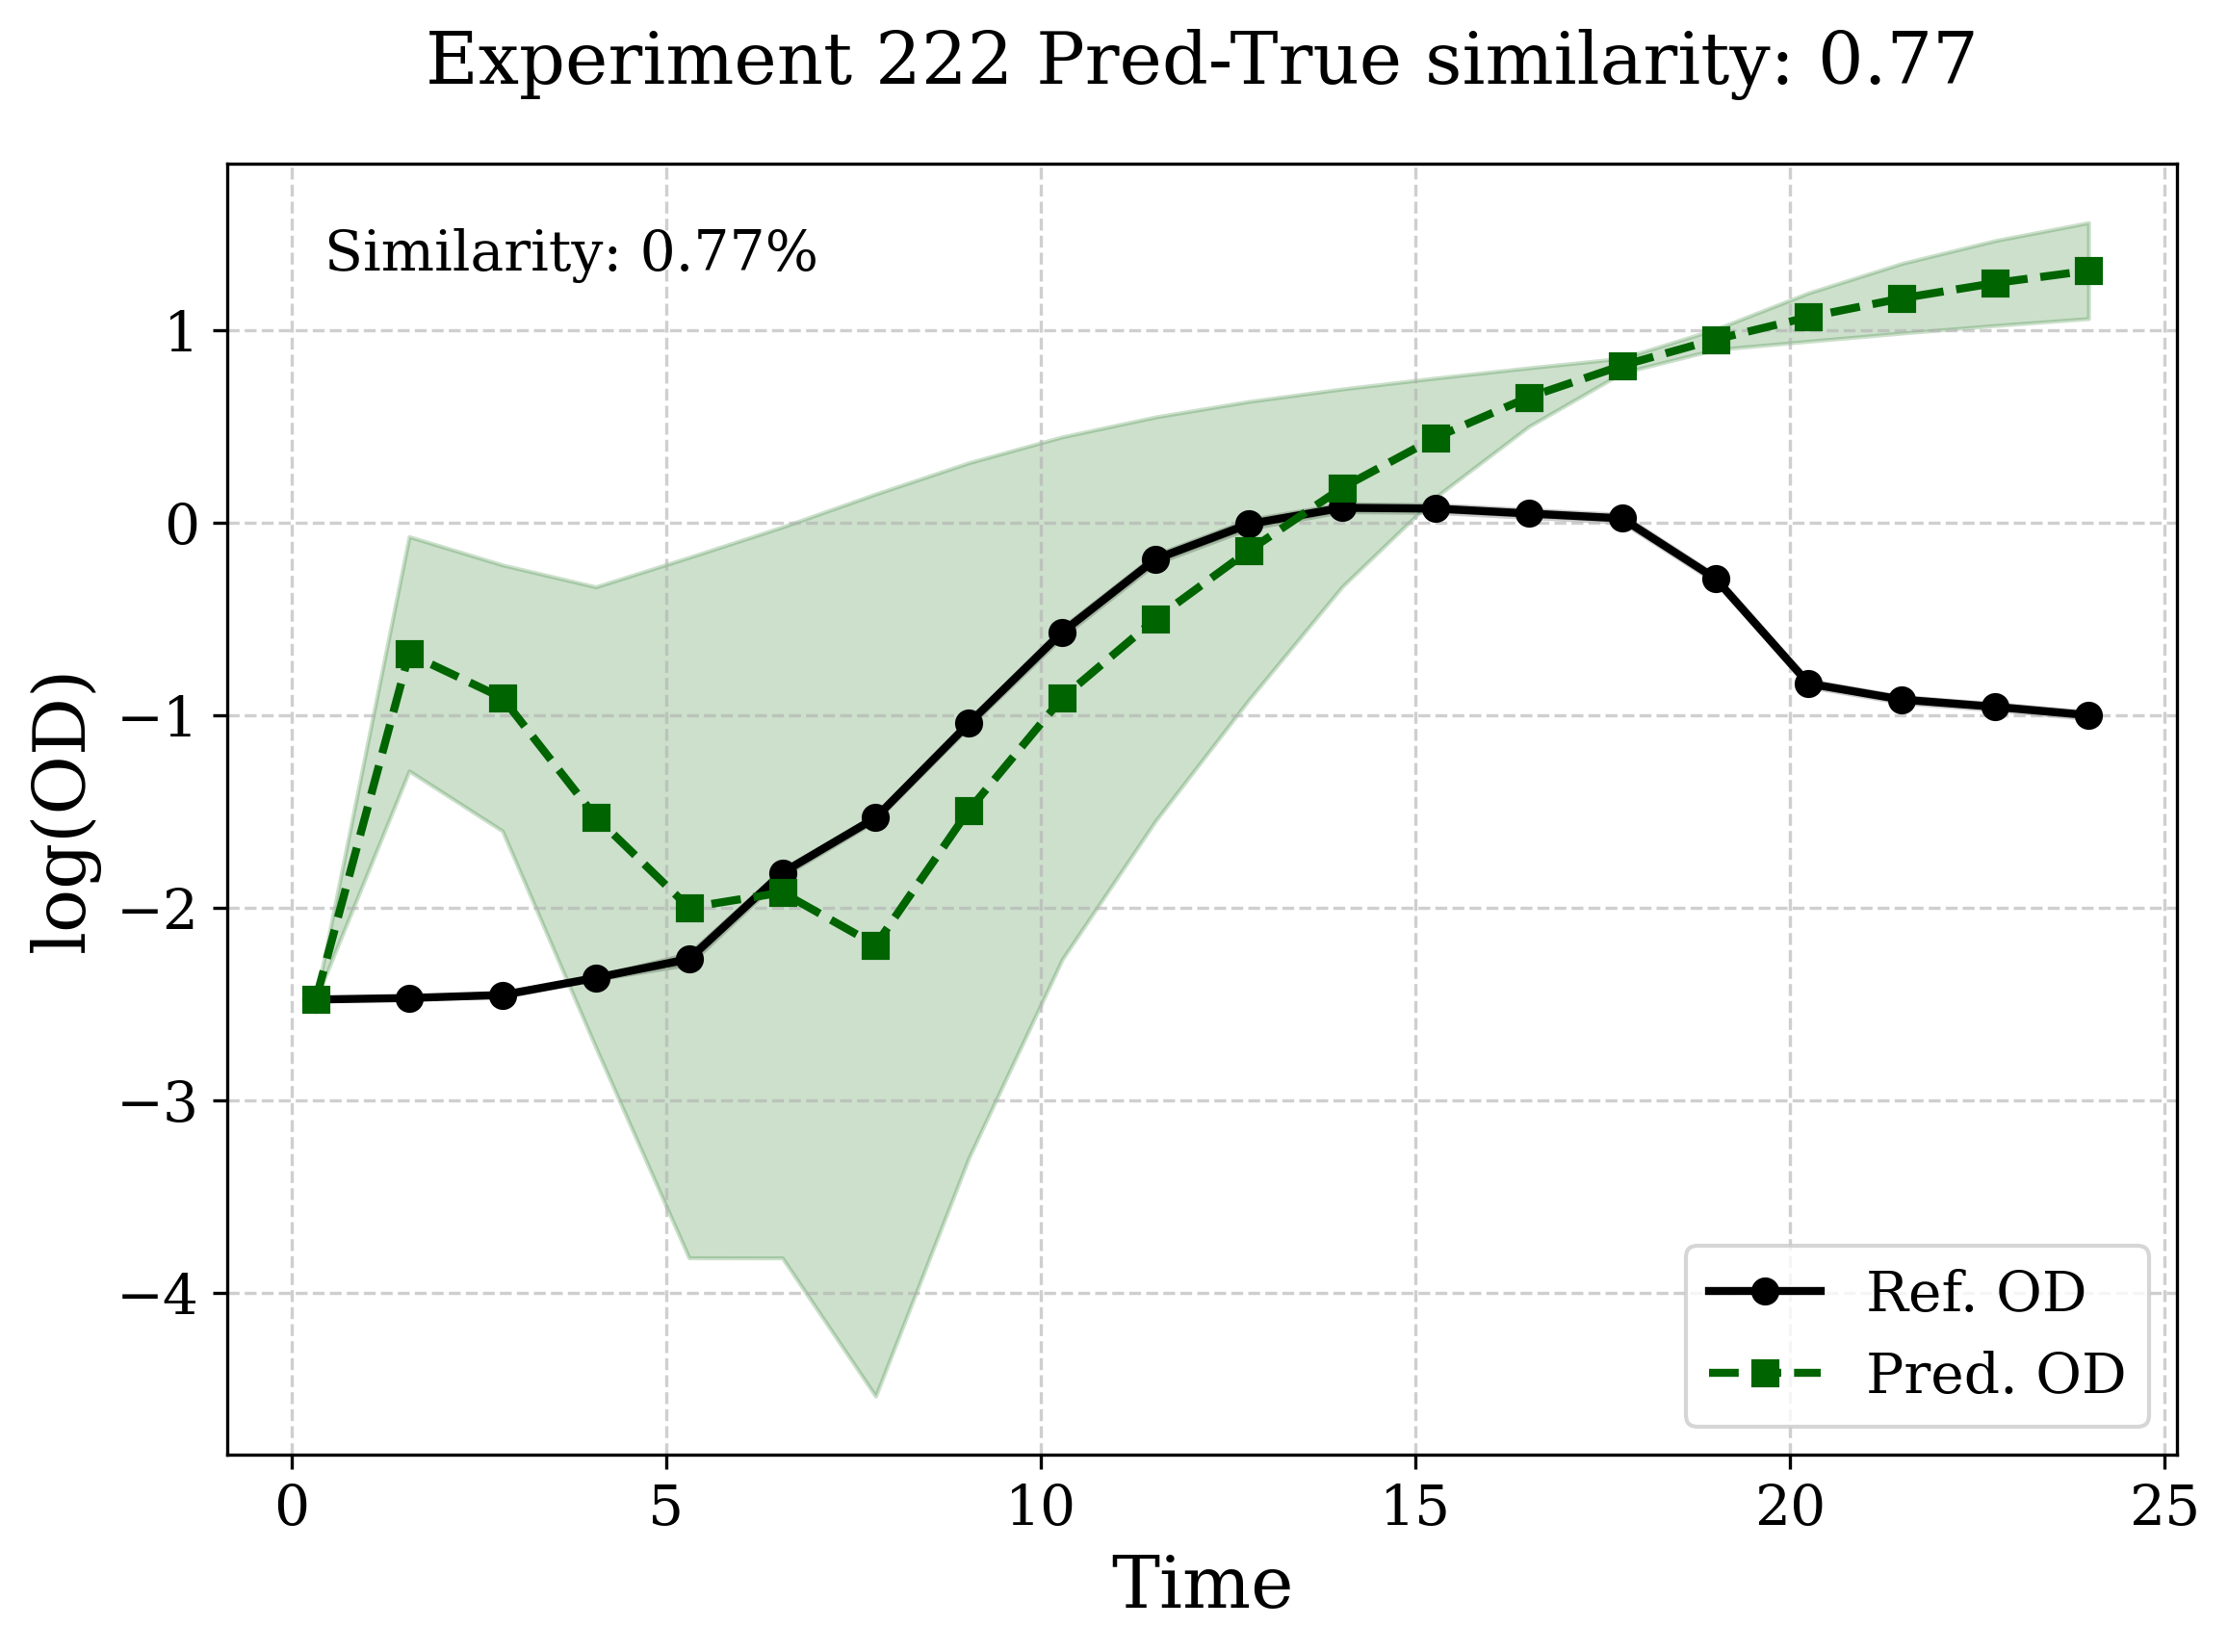 Experiment 222 Pred-True similarity: 0.77
Similarity: 0.77%
1
0
−1
−2
−3
−4
log(OD)
0 5 10 15 20 25
Time
Ref. OD
Pred. OD